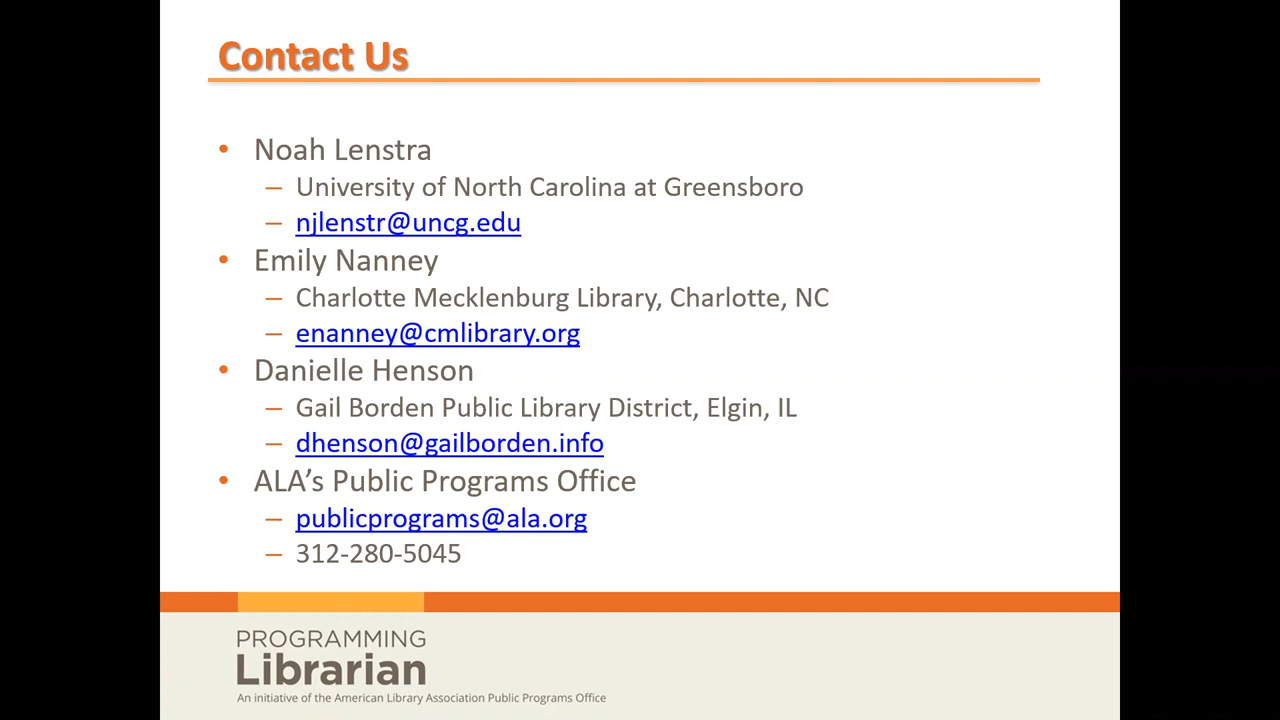 Contact Us
• Noah Lenstra
– University of North Carolina at Greensboro
– njlenstr@uncg.edu
• Emily Nanney
– Charlotte Mecklenburg Library, Charlotte, NC
– enanney@cmlibrary.org
• Danielle Henson
– Gail Borden Public Library District, Elgin, IL
– dhenson@gailborden.info
• ALA’s Public Programs Office
– publicprograms@ala.org
– 312-280-5045
PROGRAMMING
Librarian
An initiative of the American Library Association Public Programs Office